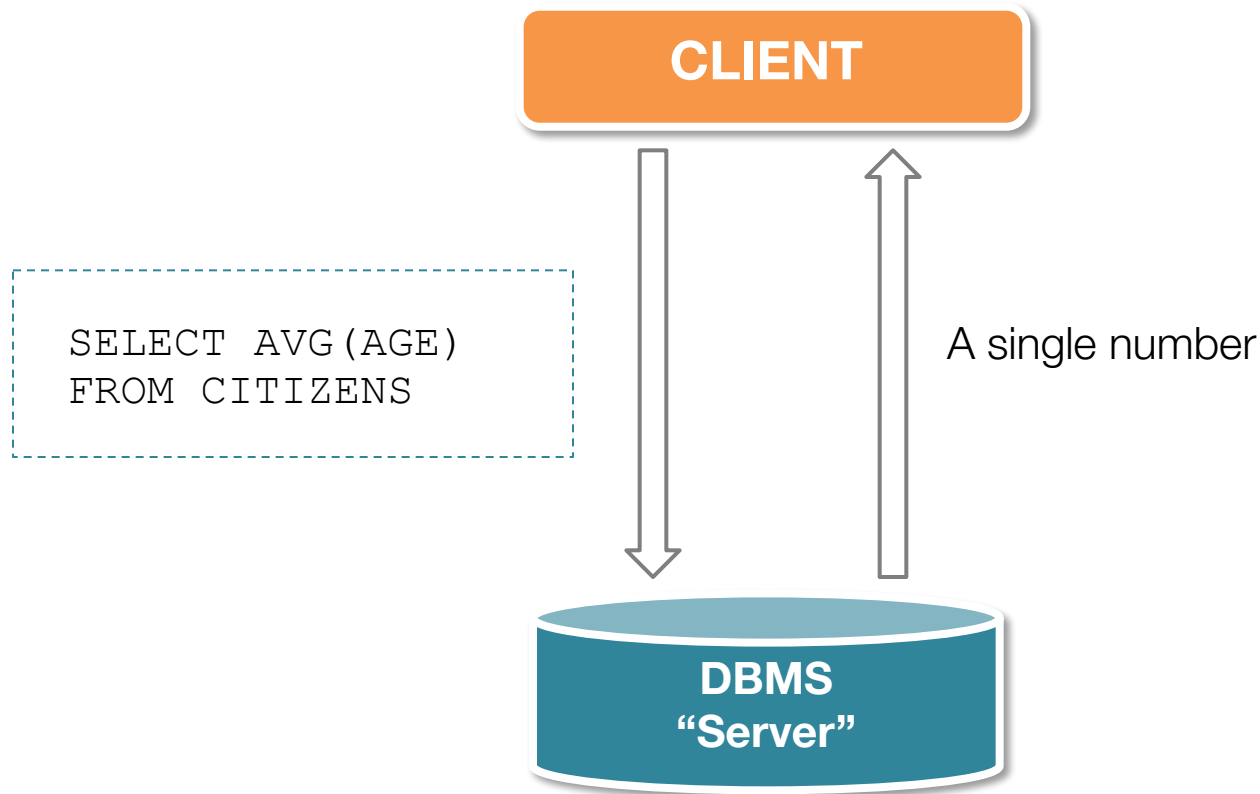 CLIENT
SELECT AVG(AGE)
FROM CITIZENS
A single number
DBMS
“Server”